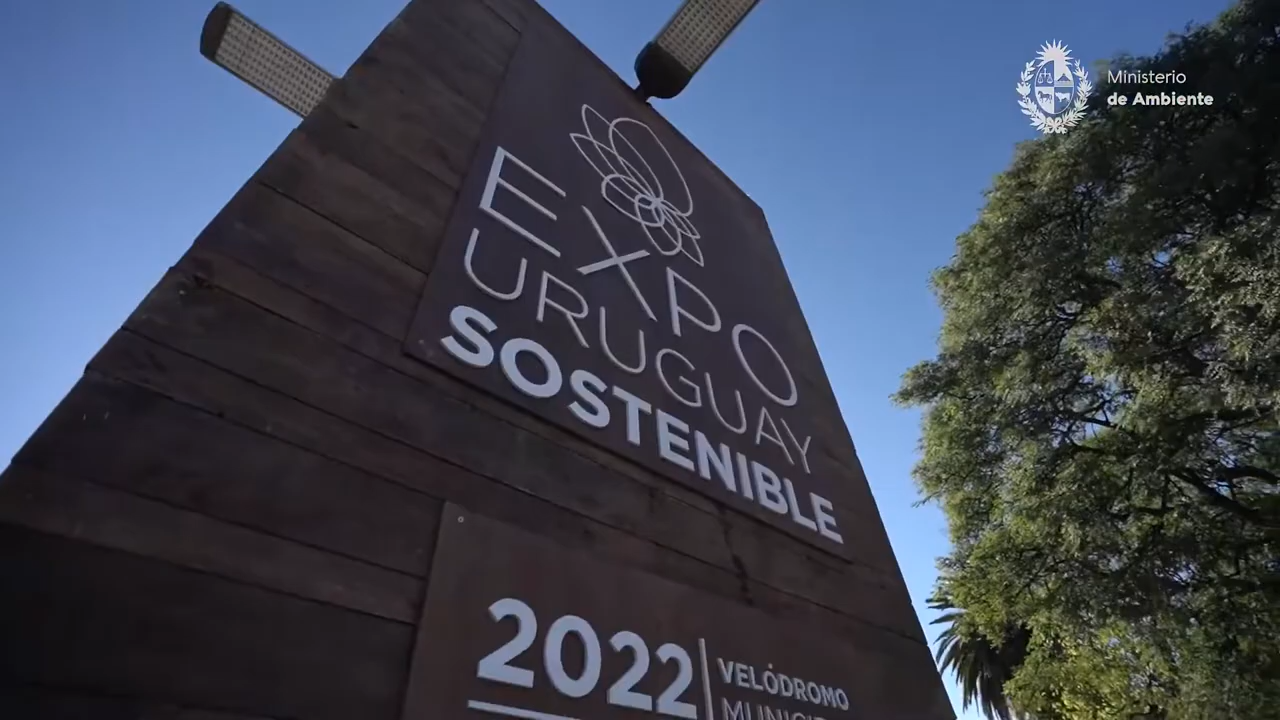 Ministerio
de Ambiente
EXPO
URUGUAY
SOSTENIBLE
2022
VELÓDROMO